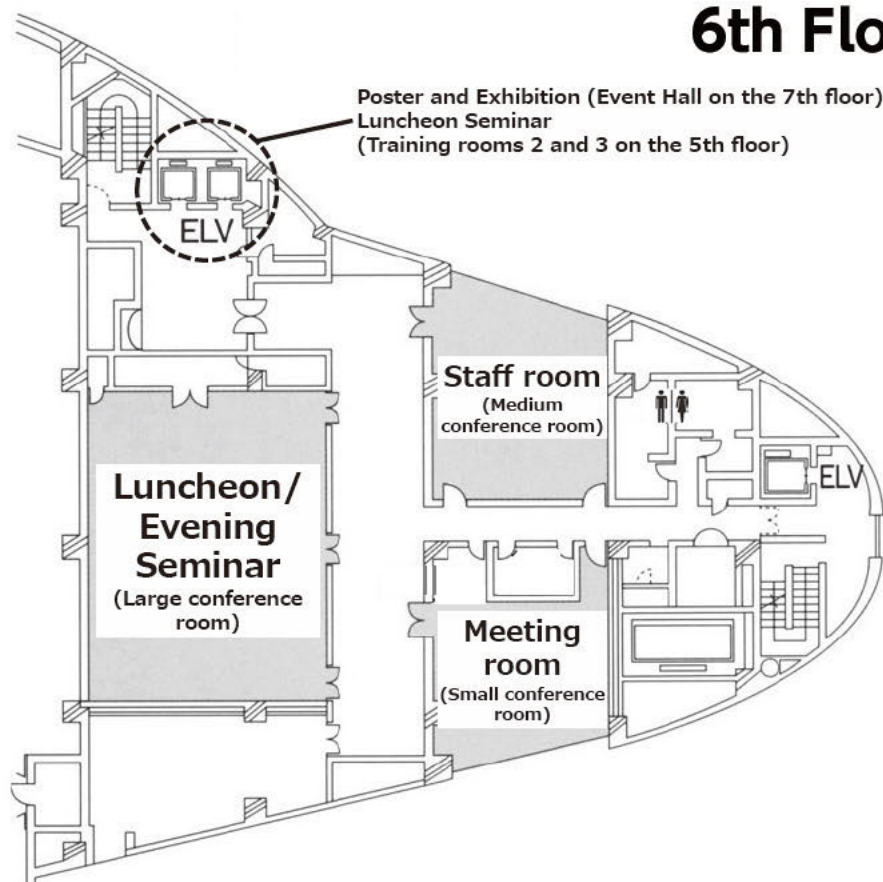 6th Flo
Poster and Exhibition (Event Hall on the 7th floor)
Luncheon Seminar
(Training rooms 2 and 3 on the 5th floor)
ELV
Staff room
(Medium
conference room)
ELV
Luncheon/
Evening
Seminar
(Large conference
room)
Meeting
room
(Small conference
room)